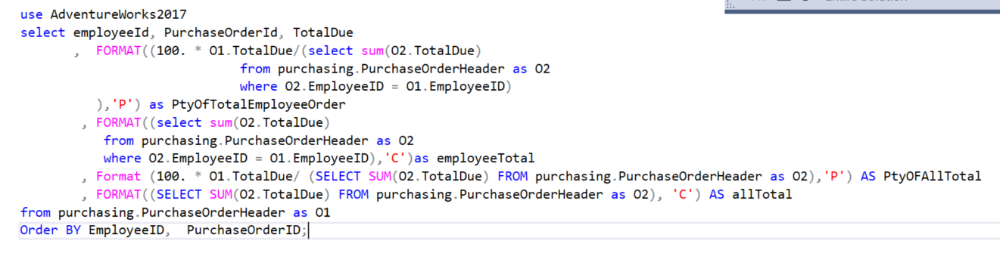 use AdventureWorks2017
select employeeId, PurchaseOrderId, TotalDue
, FORMAT((100. * O1.TotalDue/(select sum(O2.TotalDue)
from purchasing.PurchaseOrderHeader as O2
where O2.EmployeeID = O1.EmployeeID)
),'P') as PtyOfTotalEmployeeOrder
, FORMAT((select sum(O2.TotalDue)
from purchasing.PurchaseOrderHeader as O2
where O2.EmployeeID = O1.EmployeeID),'C')as employeeTotal
, Format (100. * O1.TotalDue/ (SELECT SUM(O2.TotalDue) FROM purchasing.PurchaseOrderHeader as O2),'P') AS PtyOFAllTotal
, FORMAT((SELECT SUM(O2.TotalDue) FROM purchasing.PurchaseOrderHeader as O2), 'C') AS allTotal
from purchasing.PurchaseOrderHeader as O1
Order BY EmployeeID, PurchaseOrderID;